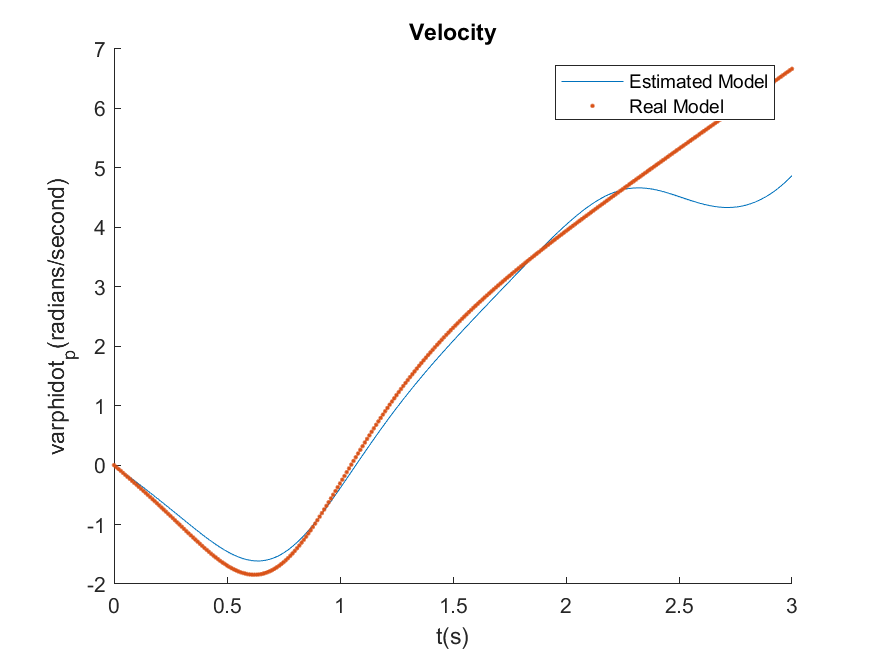 Velocity
7
6
5
4
3
2
1
0
-1
-2
varphidot_p(radians/second)
Estimated Model
Real Model
0 0.5 1 1.5 2 2.5 3
t(s)